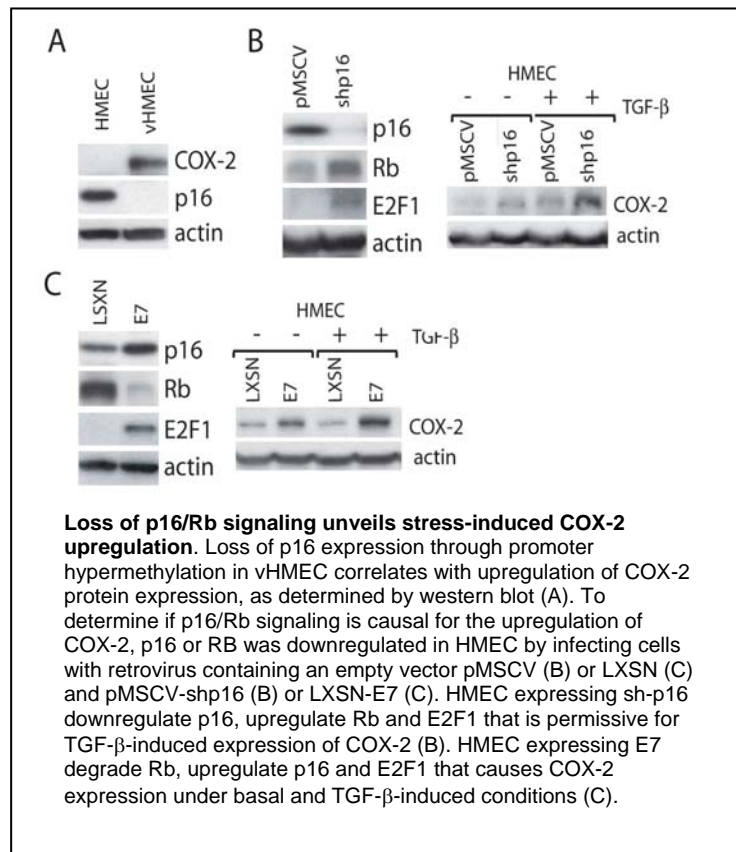 A
HMEC
vHMEC
COX-2
p16
actin
B
pMSCV
shp16
p16
Rb
E2F1
actin
HMEC
- - + + TGF-β
pMSCV
shp16
pMSCV
shp16
COX-2
actin
C
LSXN
E7
p16
Rb
E2F1
actin
HMEC
- - + + TGF-β
LXSN
E7
LXSN
E7
COX-2
actin
Loss of p16/Rb signaling unveils stress-induced COX-2
upregulation. Loss of p16 expression through promoter
hypermethylation in vHMEC correlates with upregulation of COX-2
protein expression, as determined by western blot (A). To
determine if p16/Rb signaling is causal for the upregulation of
COX-2, p16 or RB was downregulated in HMEC by infecting cells
with retrovirus containing an empty vector pMSCV (B) or LXSN (C)
and pMSCV-shp16 (B) or LXSN-E7 (C). HMEC expressing sh-p16
downregulate p16, upregulate Rb and E2F1 that is permissive for
TGF-β-induced expression of COX-2 (B). HMEC expressing E7
degrade Rb, upregulate p16 and E2F1 that causes COX-2
expression under basal and TGF-β-induced conditions (C).